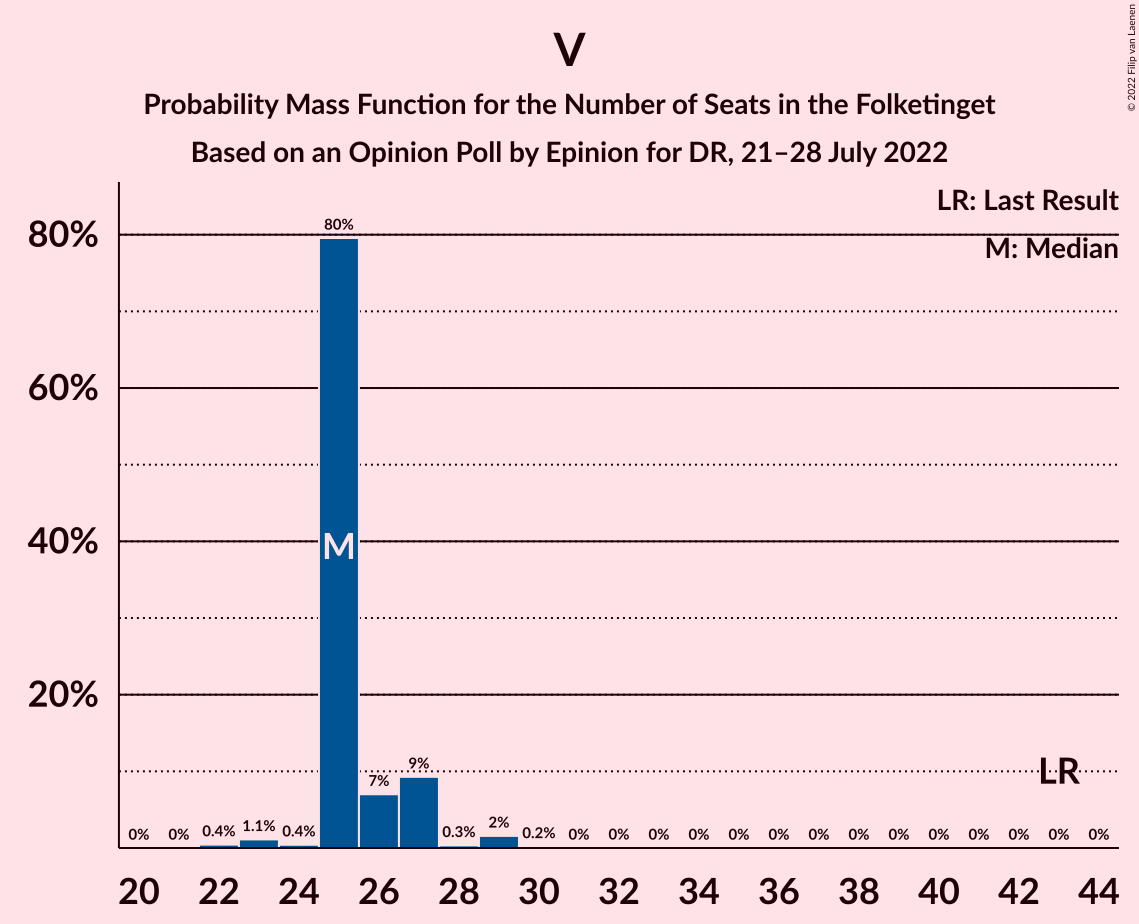 V
Probability Mass Function for the Number of Seats in the Folketinget
Based on an Opinion Poll by Epinion for DR, 21–28 July 2022
© 2022 Filip van Laenen
LR: Last Result
M: Median
80%
60%
40%
20%
0% 0% 0.4% 1.1% 0.4% 80% 7% 9% 0.3% 2% 0.2% 0% 0% 0% 0% 0% 0% 0% 0% 0% 0% 0% 0% 0% 0%
M
LR
20 22 24 26 28 30 32 34 36 38 40 42 44